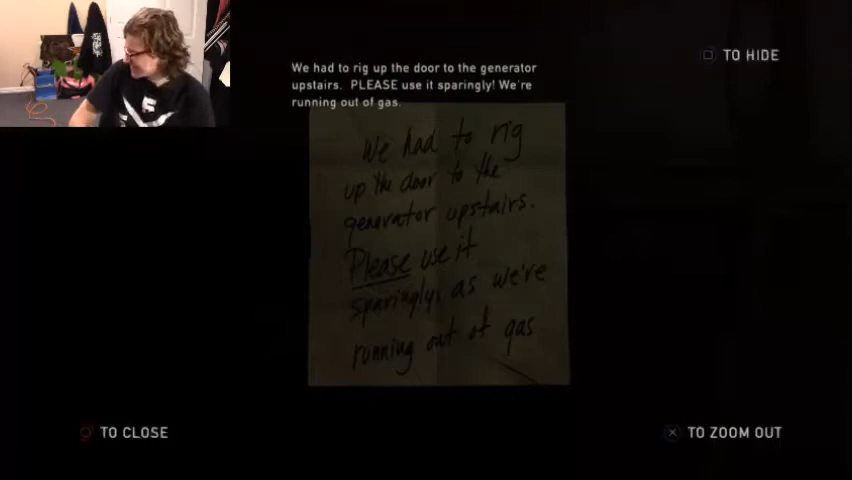 We had to rig up the door to the generator
upstairs. PLEASE use it sparingly! We're
running out of gas.
TO HIDE
We had to rig
up the door to the
generator upstairs.
Please use it
sparingly, as we're
running out of gas
TO CLOSE
TO ZOOM OUT